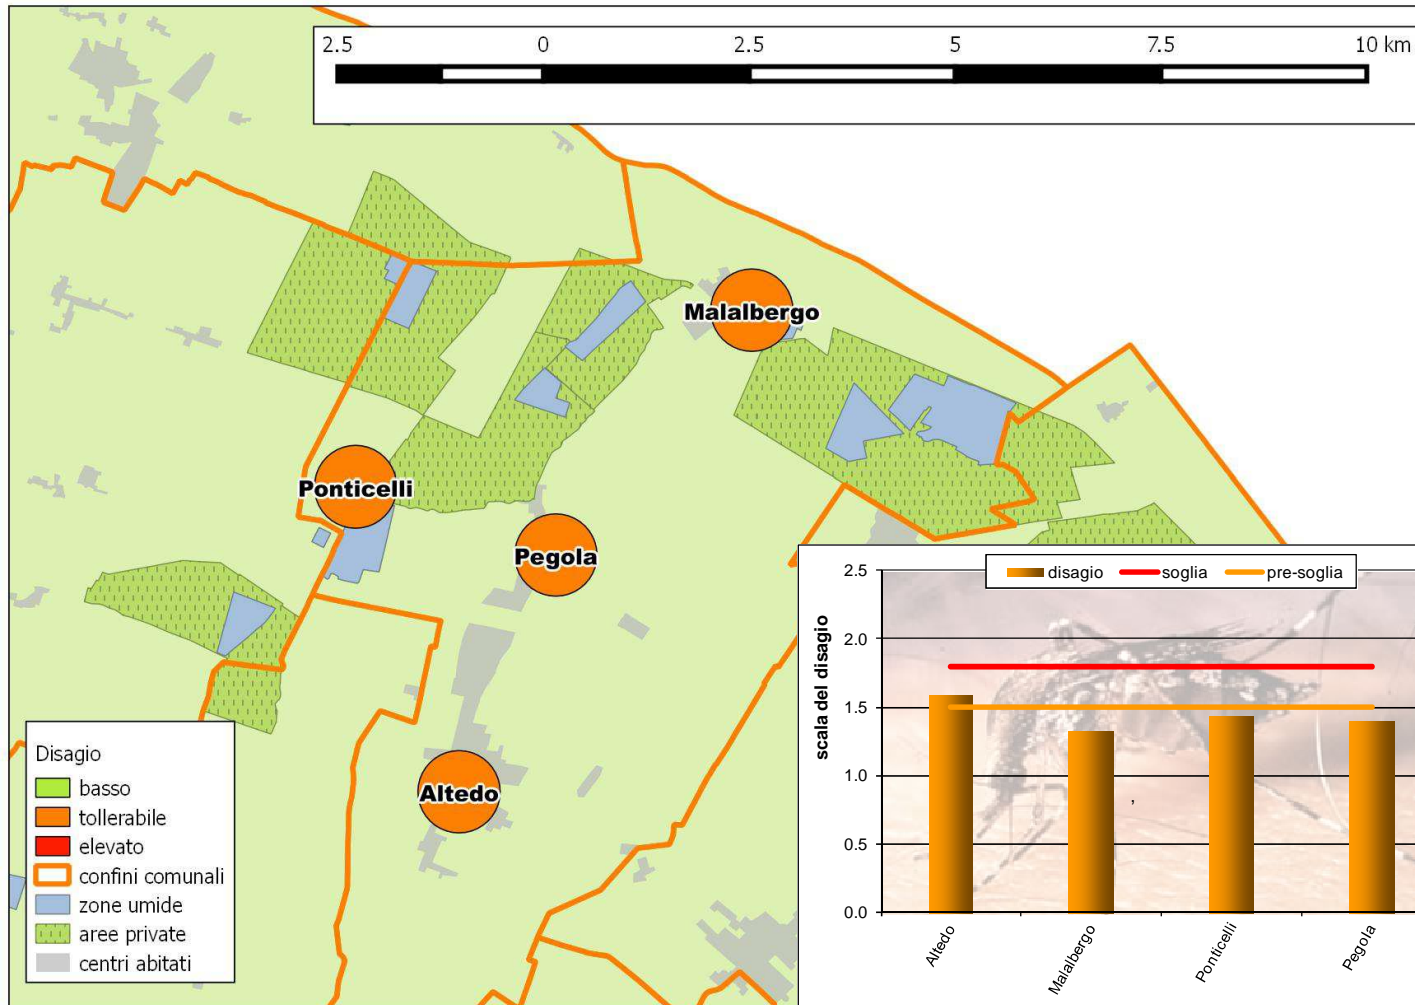 2.5 0 2.5 5 7.5 10 km
Malalbergo
Ponticelli
Pegola
Altedo
Disagio
basso
tollerabile
elevato
confini comunali
zone umide
aree private
centri abitati
disagio soglia pre-soglia
scala del disagio
2.5
2.0
1.5
1.0
0.5
0.0
,
Altedo
Malalbergo
Ponticelli
Pegola